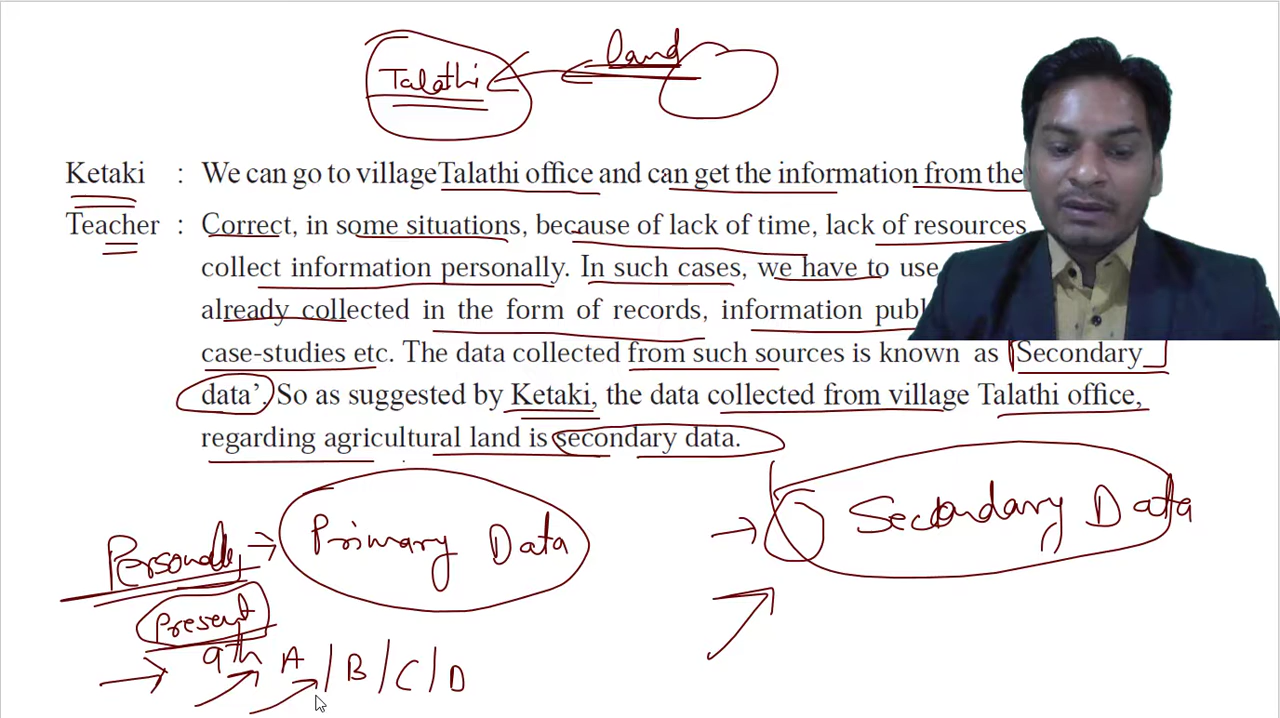 Talathi Land
Ketaki : We can go to village Talathi office and can get the information from the
Teacher : Correct, in some situations, because of lack of time, lack of resources
collect information personally. In such cases, we have to use
already collected in the form of records, information publ
case-studies etc. The data collected from such sources is known as 'Secondary
data'. So as suggested by Ketaki, the data collected from village Talathi office,
regarding agricultural land is secondary data.
Personally → Primary Data → Secondary Data
Present
→ 9th A / B / C / D